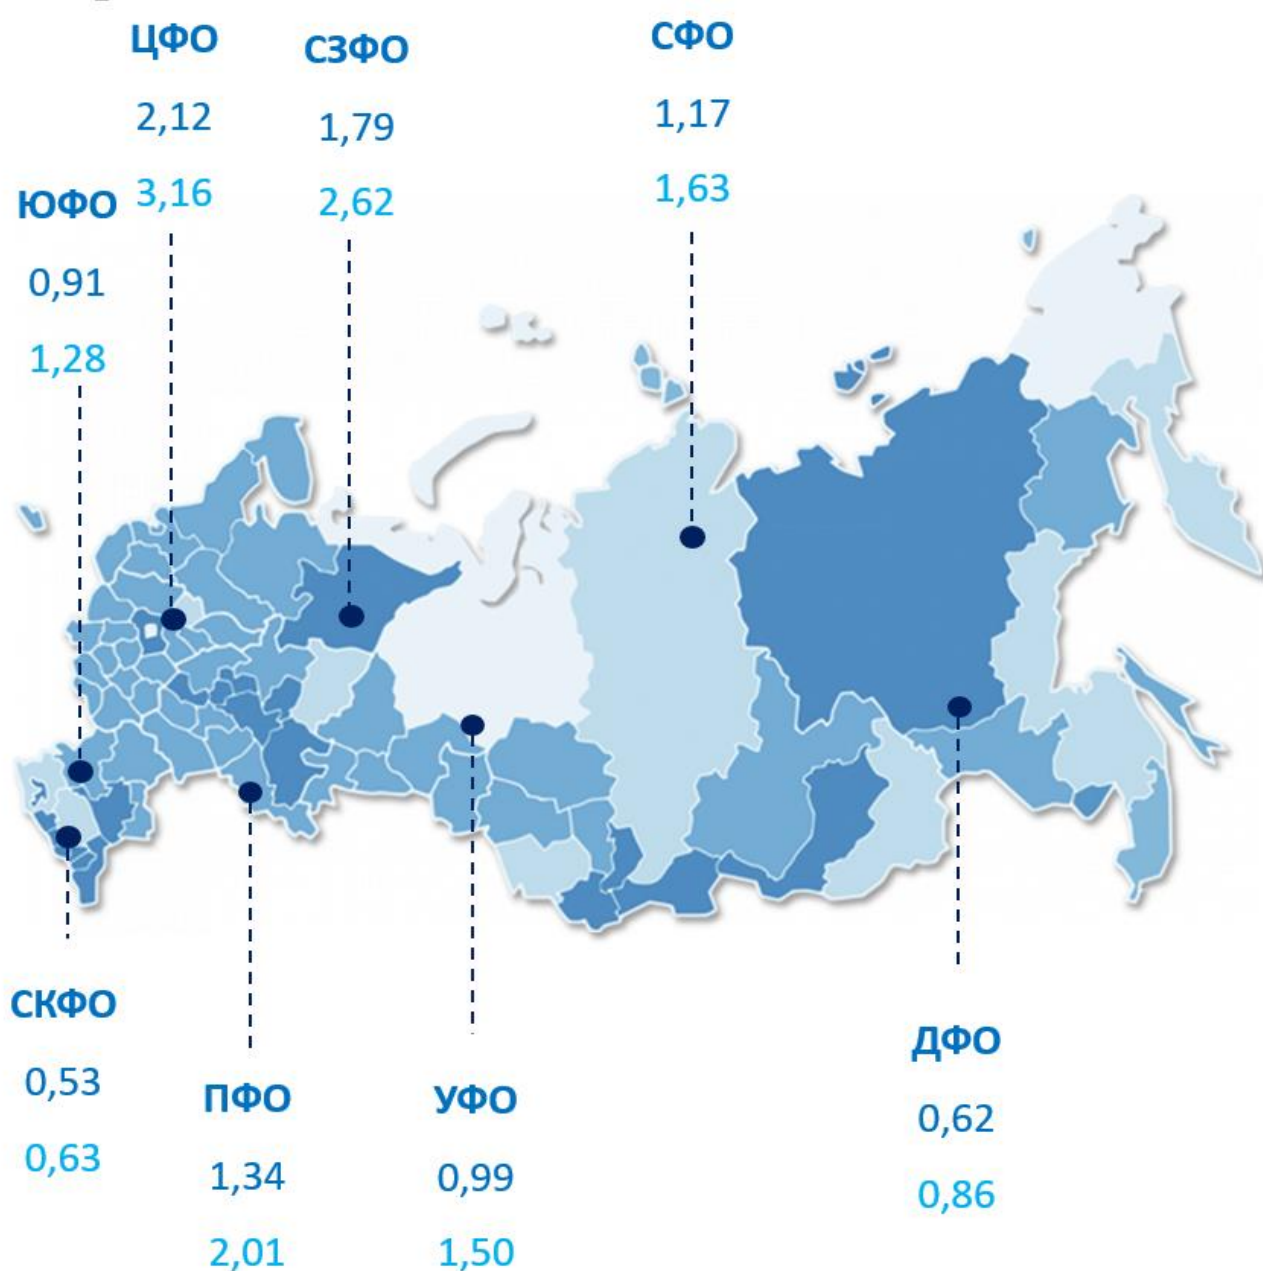 ЦФО
2,12
3,16
СЗФО
1,79
2,62
СФО
1,17
1,63
ЮФО
0,91
1,28
СКФО
0,53
0,63
ПФО
1,34
2,01
УФО
0,99
1,50
ДФО
0,62
0,86